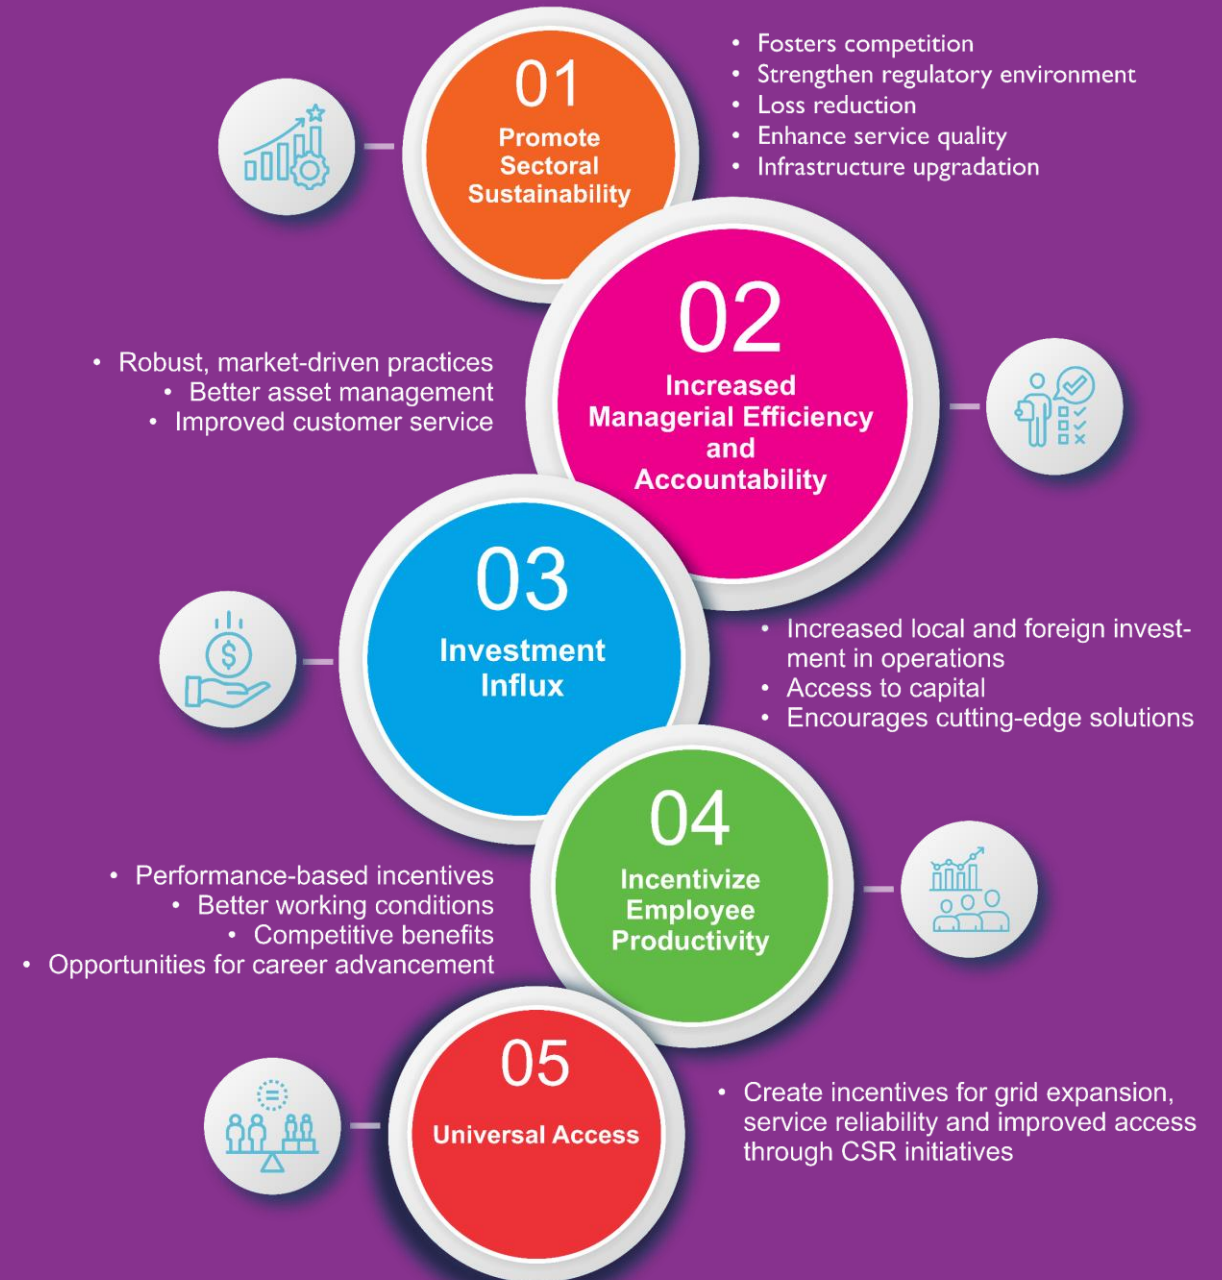 01
Promote
Sectoral
Sustainability
• Fosters competition
• Strengthen regulatory environment
• Loss reduction
• Enhance service quality
• Infrastructure upgradation
02
Increased
Managerial Efficiency
and
Accountability
• Robust, market-driven practices
• Better asset management
• Improved customer service
03
Investment
Influx
• Increased local and foreign invest-
ment in operations
• Access to capital
• Encourages cutting-edge solutions
04
Incentivize
Employee
Productivity
• Performance-based incentives
• Better working conditions
• Competitive benefits
• Opportunities for career advancement
05
Universal Access
• Create incentives for grid expansion,
service reliability and improved access
through CSR initiatives